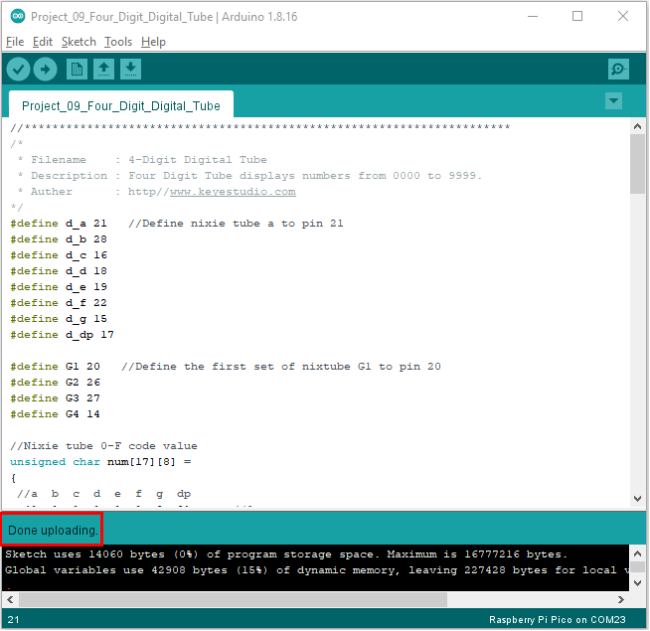 Project_09_Four_Digit_Digital_Tube | Arduino 1.8.16
File Edit Sketch Tools Help
Project_09_Four_Digit_Digital_Tube
//**********************************************************************
/*
 * Filename    : 4-Digit Digital Tube
 * Description : Four Digit Tube displays numbers from 0000 to 9999.
 * Auther      : http//www.keyestudio.com
*/
#define d_a 21   //Define nixie tube a to pin 21
#define d_b 28
#define d_c 16
#define d_d 18
#define d_e 19
#define d_f 22
#define d_g 15
#define d_dp 17
#define G1 20   //Define the first set of nixtube G1 to pin 20
#define G2 26
#define G3 27
#define G4 14
//Nixie tube 0-F code value
unsigned char num[17][8] =
{
 //a  b  c  d  e  f  g  dp
Done uploading.
Sketch uses 14060 bytes (0%) of program storage space. Maximum is 16777216 bytes.
Global variables use 42908 bytes (15%) of dynamic memory, leaving 227428 bytes for local
21
Raspberry Pi Pico on COM23